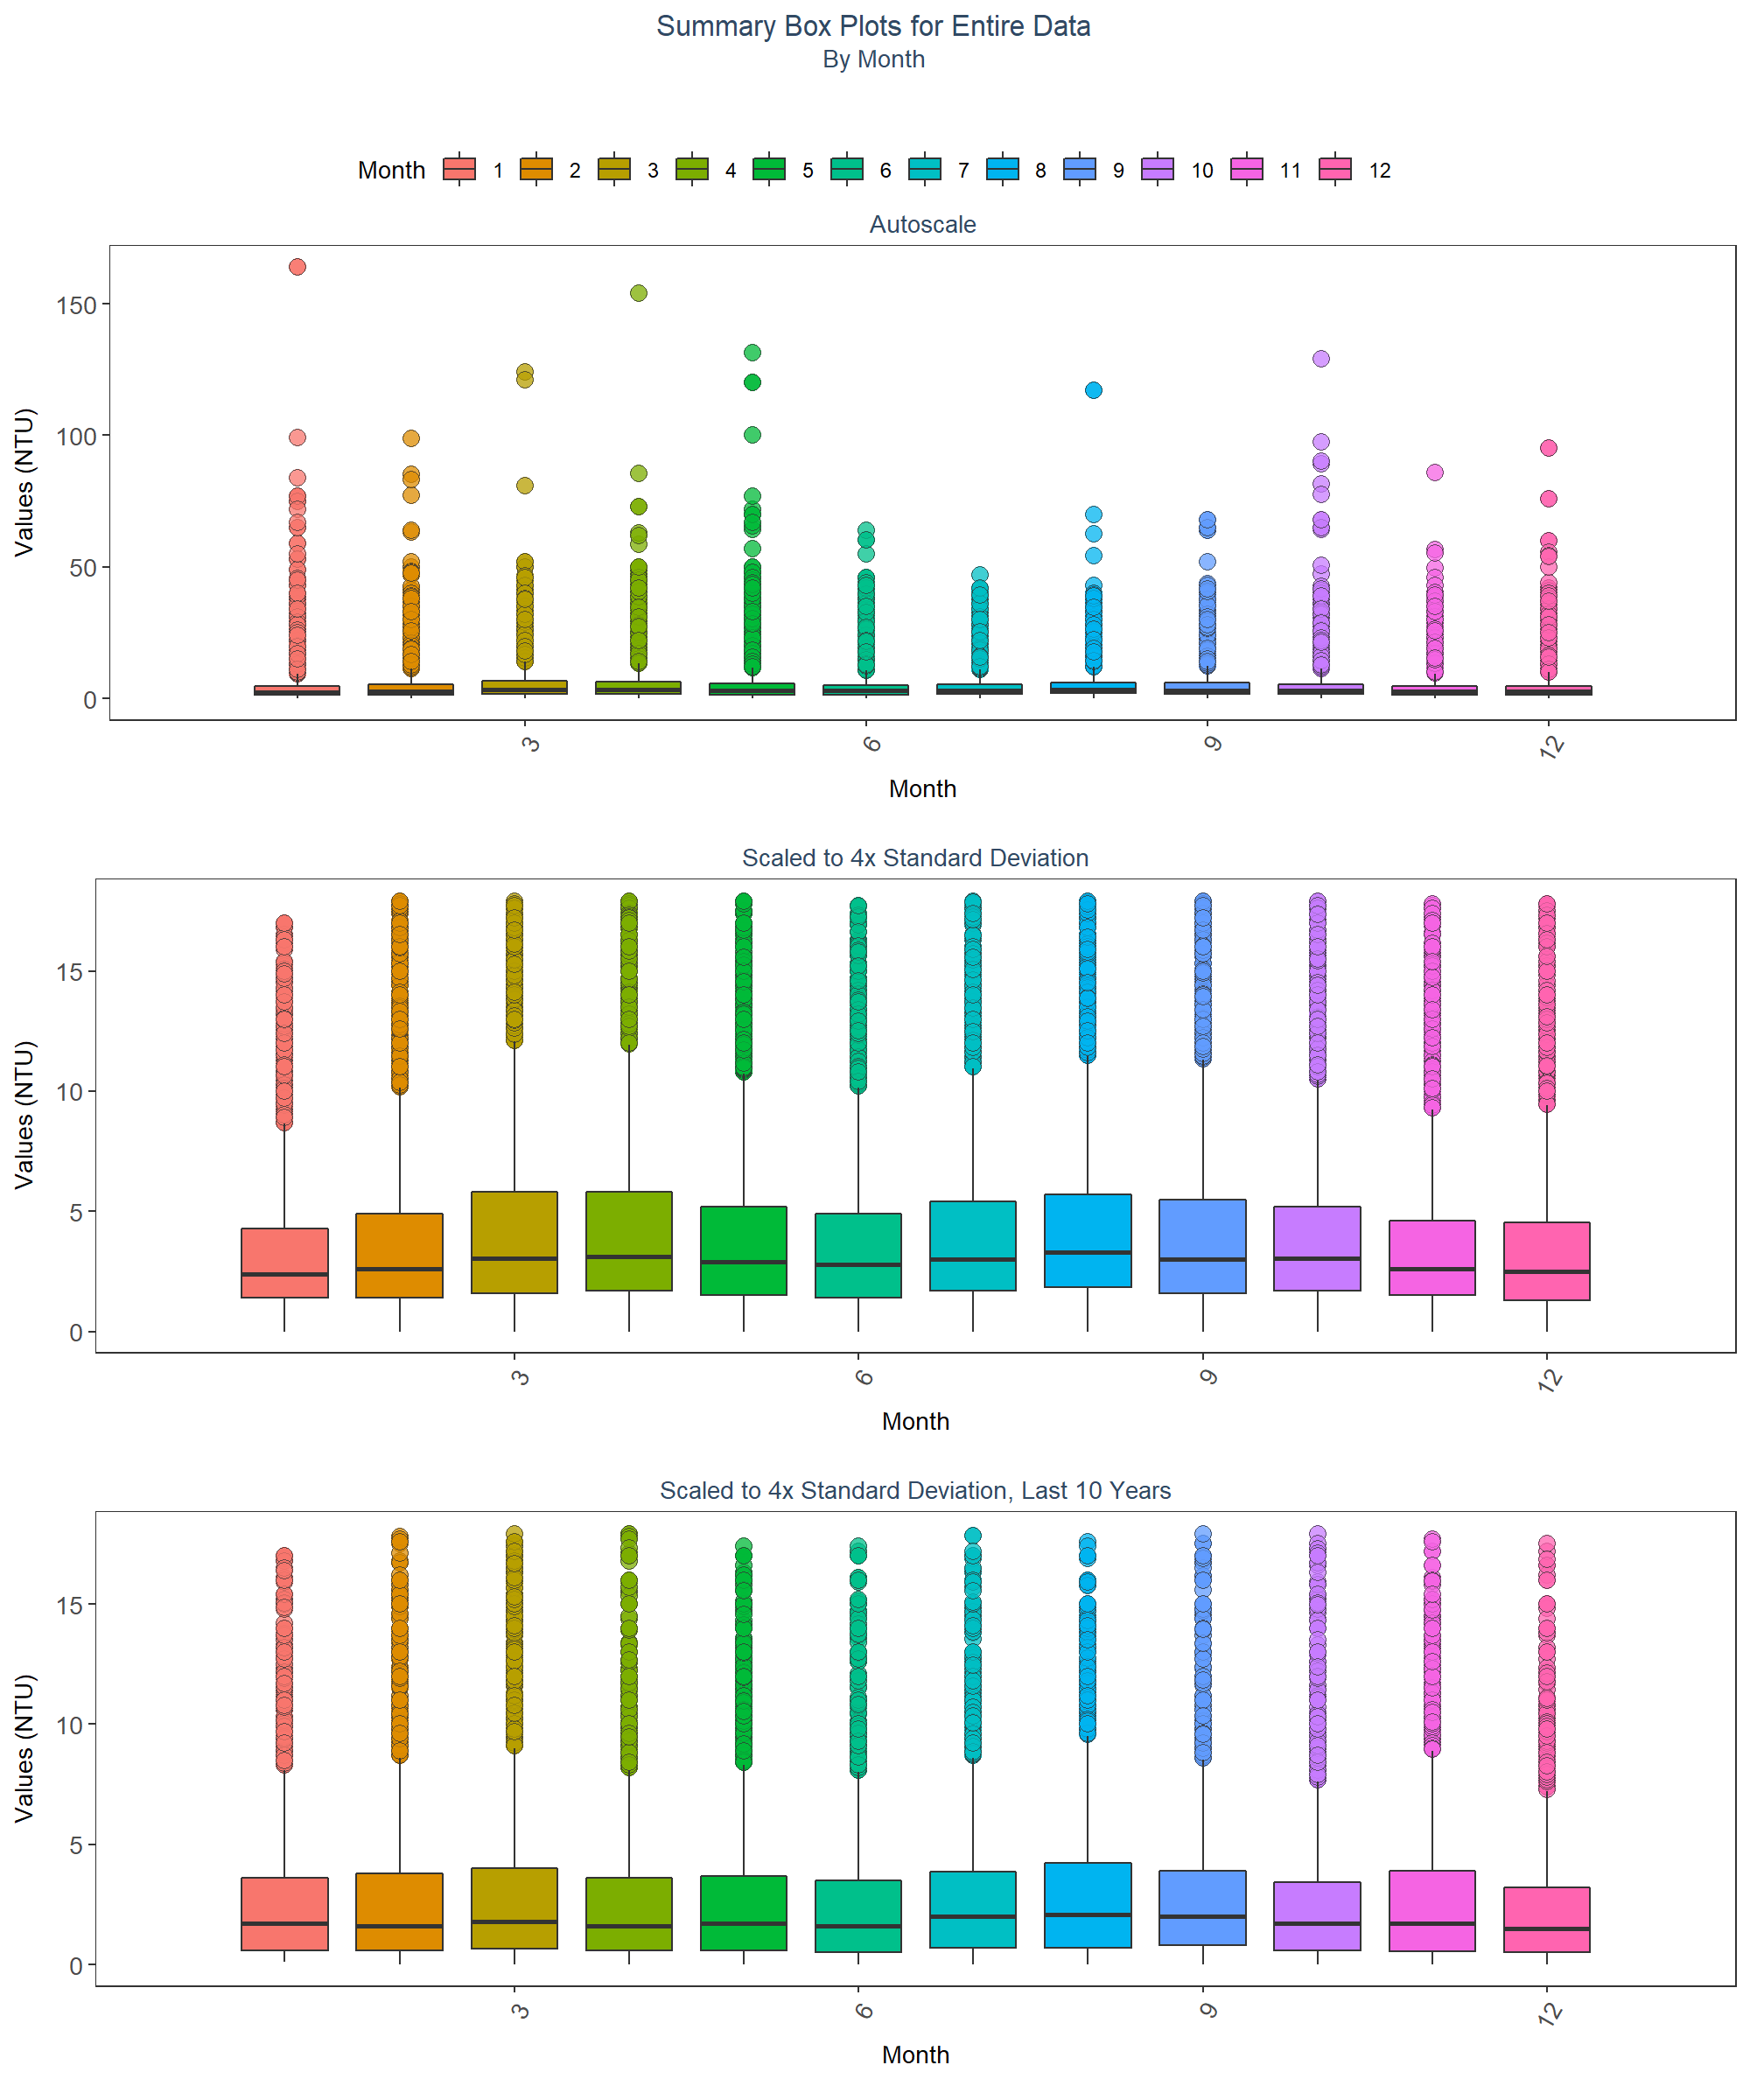 Summary Box Plots for Entire Data
By Month
Month 1 2 3 4 5 6 7 8 9 10 11 12
Autoscale
Values (NTU)
150
100
50
0
3 6 9 12
Month
Scaled to 4x Standard Deviation
Values (NTU)
15
10
5
0
3 6 9 12
Month
Scaled to 4x Standard Deviation, Last 10 Years
Values (NTU)
15
10
5
0
3 6 9 12
Month